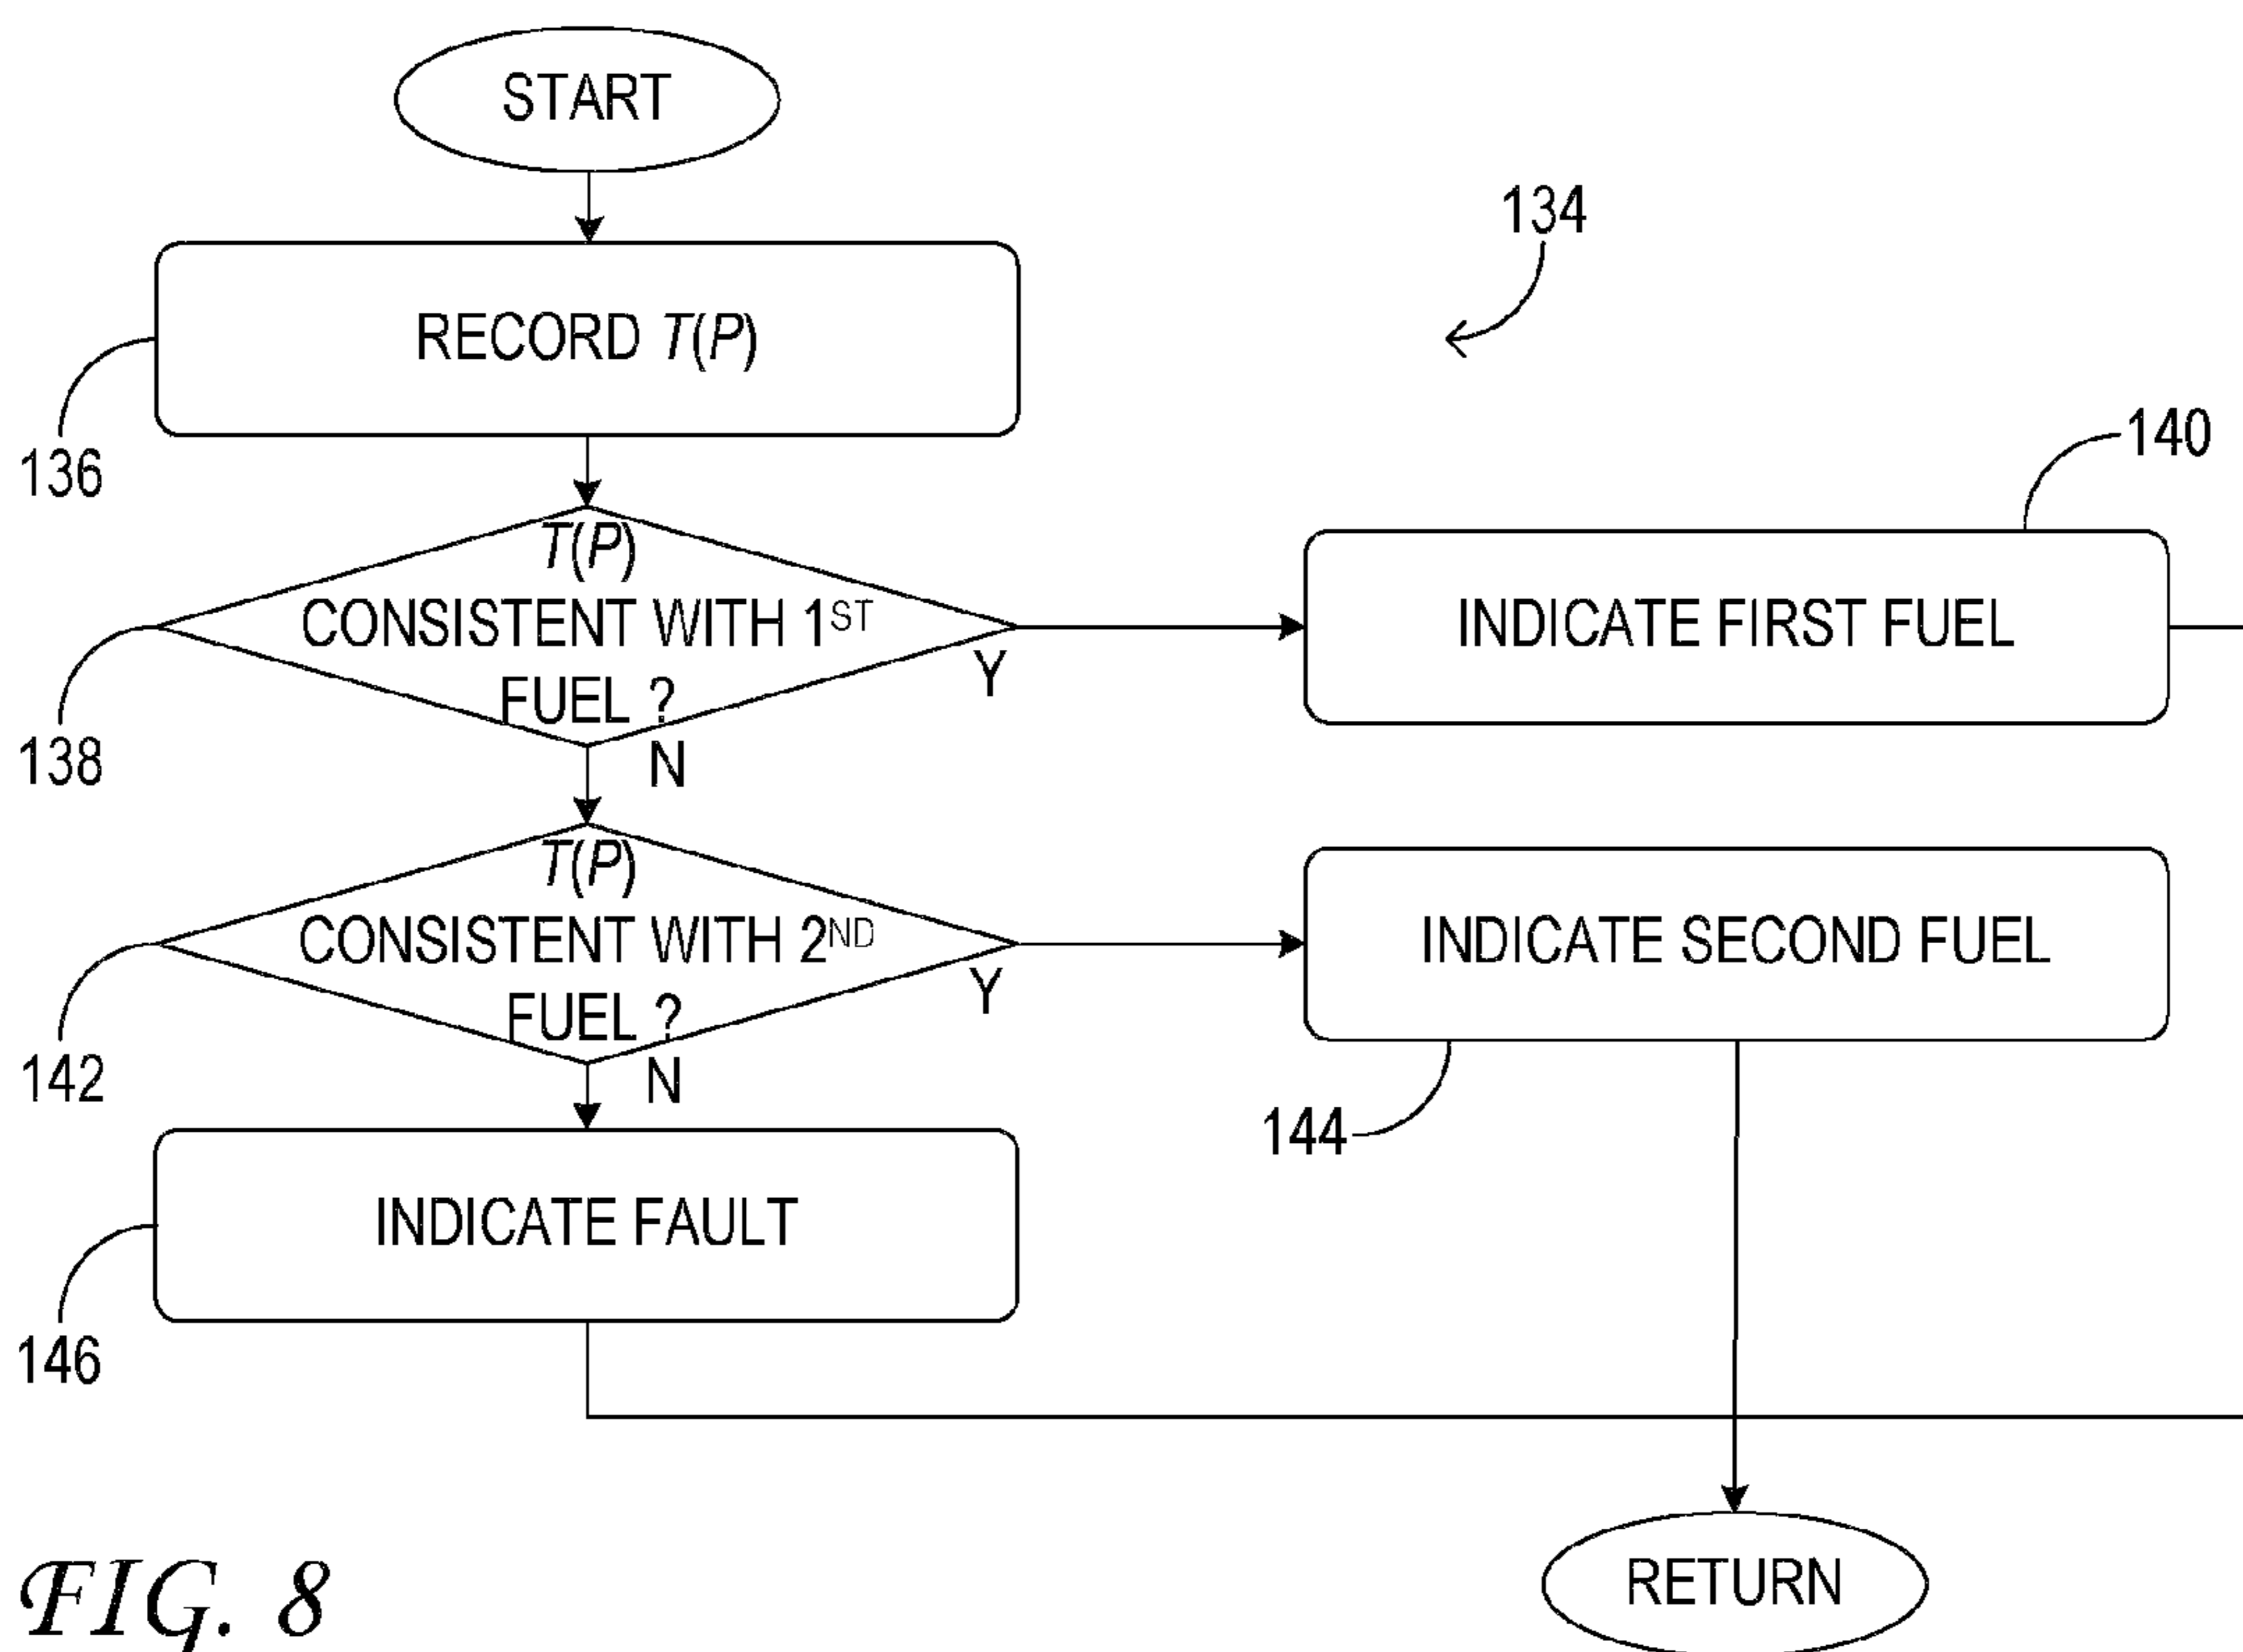 START
134
RECORD T(P)
136
140
T(P)
CONSISTENT WITH 1ST
FUEL ?
Y
INDICATE FIRST FUEL
138
N
T(P)
CONSISTENT WITH 2ND
FUEL ?
Y
INDICATE SECOND FUEL
142
N
144
INDICATE FAULT
146
RETURN
FIG. 8